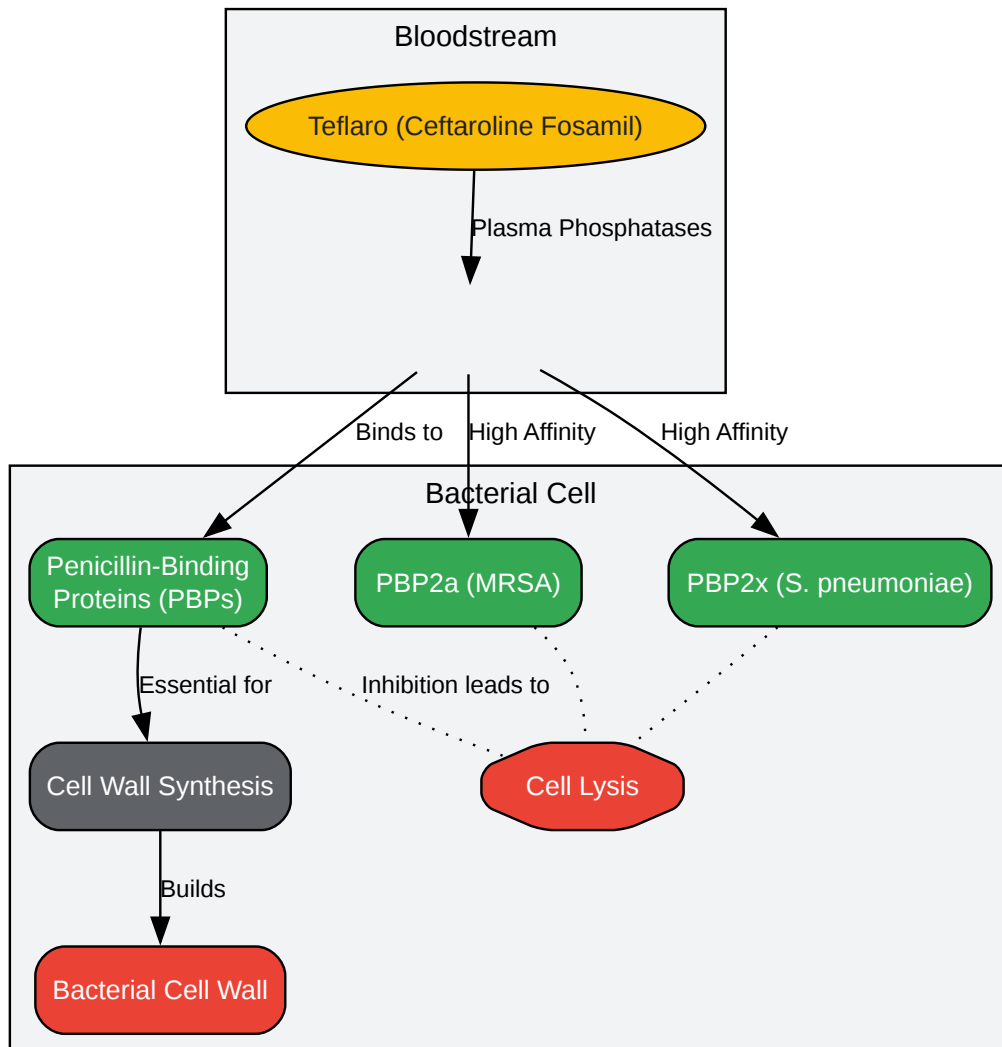 Bloodstream
Teflaro (Ceftaroline Fosamil)
Plasma Phosphatases
Binds to
High Affinity
High Affinity
Bacterial Cell
Penicillin-Binding
Proteins (PBPs)
PBP2a (MRSA)
PBP2x (S. pneumoniae)
Essential for
Inhibition leads to
Cell Wall Synthesis
Cell Lysis
Builds
Bacterial Cell Wall